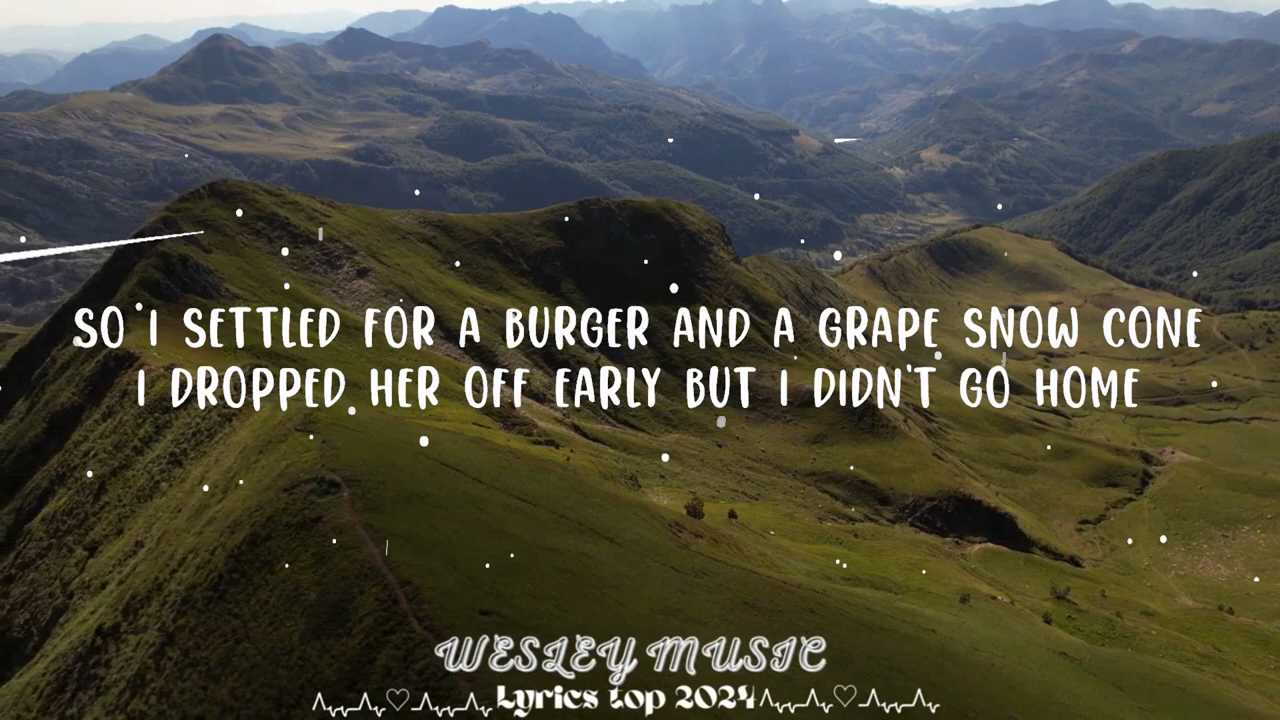 SO I SETTLED FOR A BURGER AND A GRAPE SNOW CONE
I DROPPED HER OFF EARLY BUT I DIDN'T GO HOME
WESLEY MUSIC
Lyrics top 2024